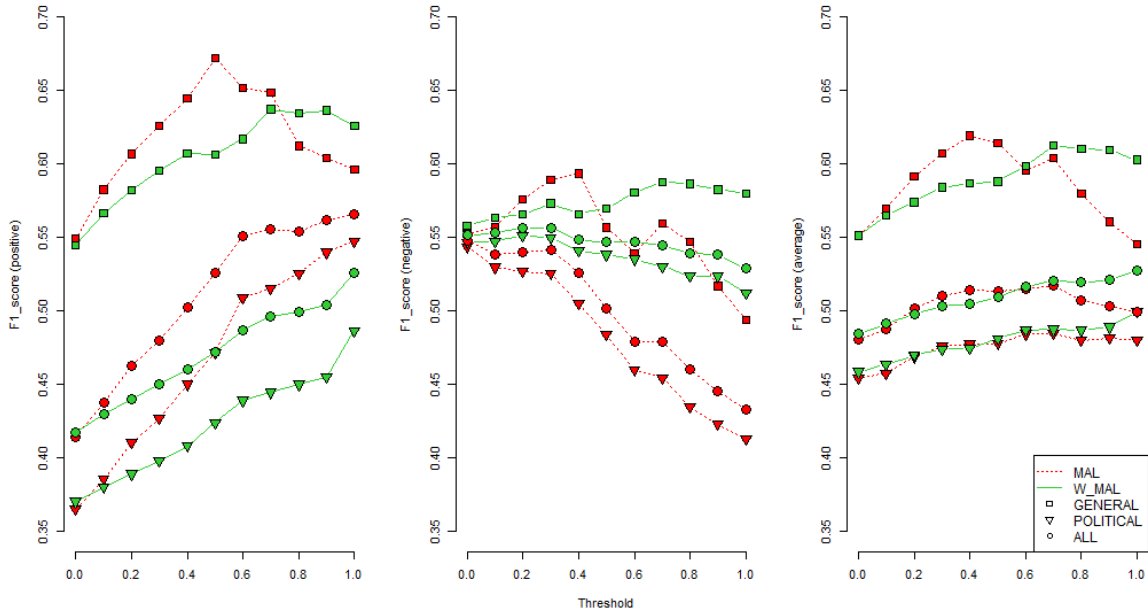 0.70
0.65
0.60
0.55
0.50
0.45
0.40
0.35
F1_score (positive)
0.0 0.2 0.4 0.6 0.8 1.0
0.70
0.65
0.60
0.55
0.50
0.45
0.40
0.35
F1_score (negative)
0.0 0.2 0.4 0.6 0.8 1.0
Threshold
0.70
0.65
0.60
0.55
0.50
0.45
0.40
0.35
F1_score (average)
0.0 0.2 0.4 0.6 0.8 1.0
MAL
W_MAL
GENERAL
POLITICAL
ALL